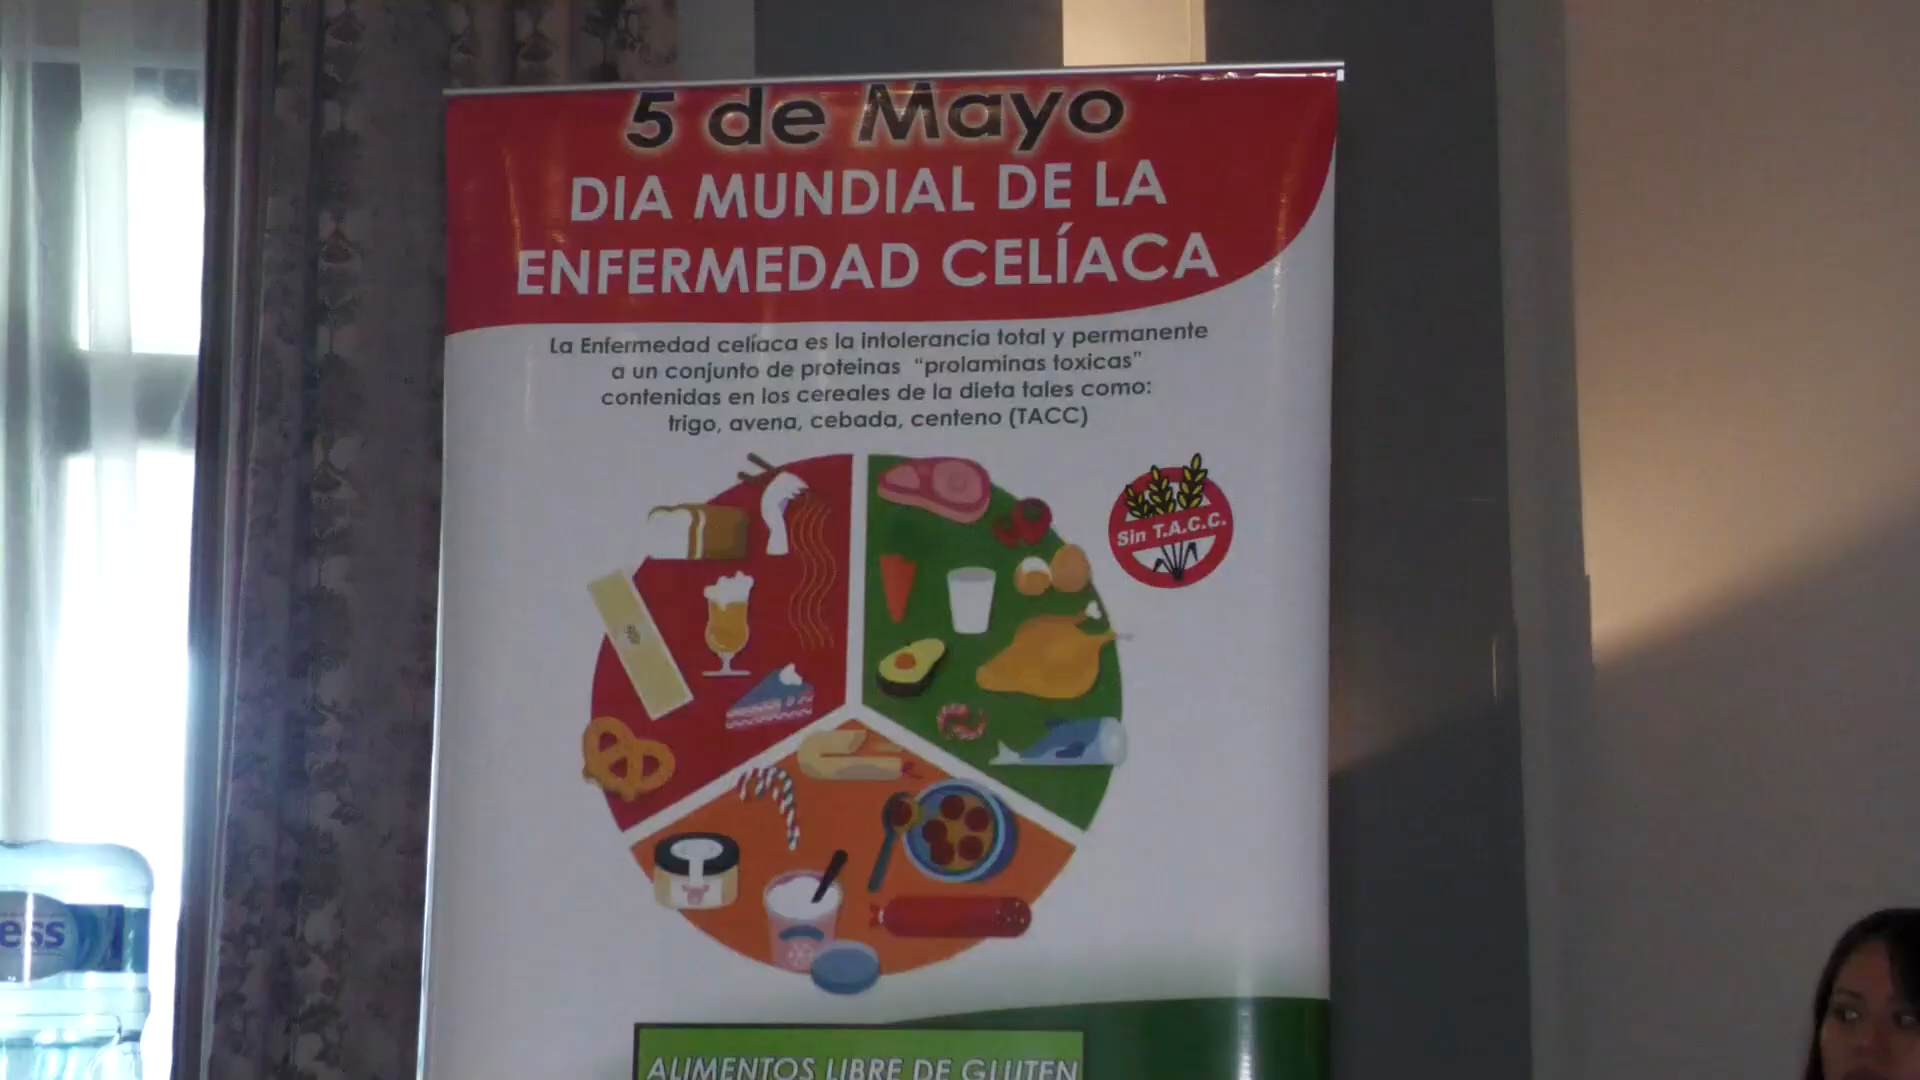 5 de Mayo
DIA MUNDIAL DE LA
ENFERMEDAD CELÍACA
La Enfermedad celíaca es la intolerancia total y permanente
a un conjunto de proteinas "prolaminas toxicas"
contenidas en los cereales de la dieta tales como:
trigo, avena, cebada, centeno (TACC)
Sin T.A.C.C.
ess
ALIMENTOS LIBRE DE GLUTEN